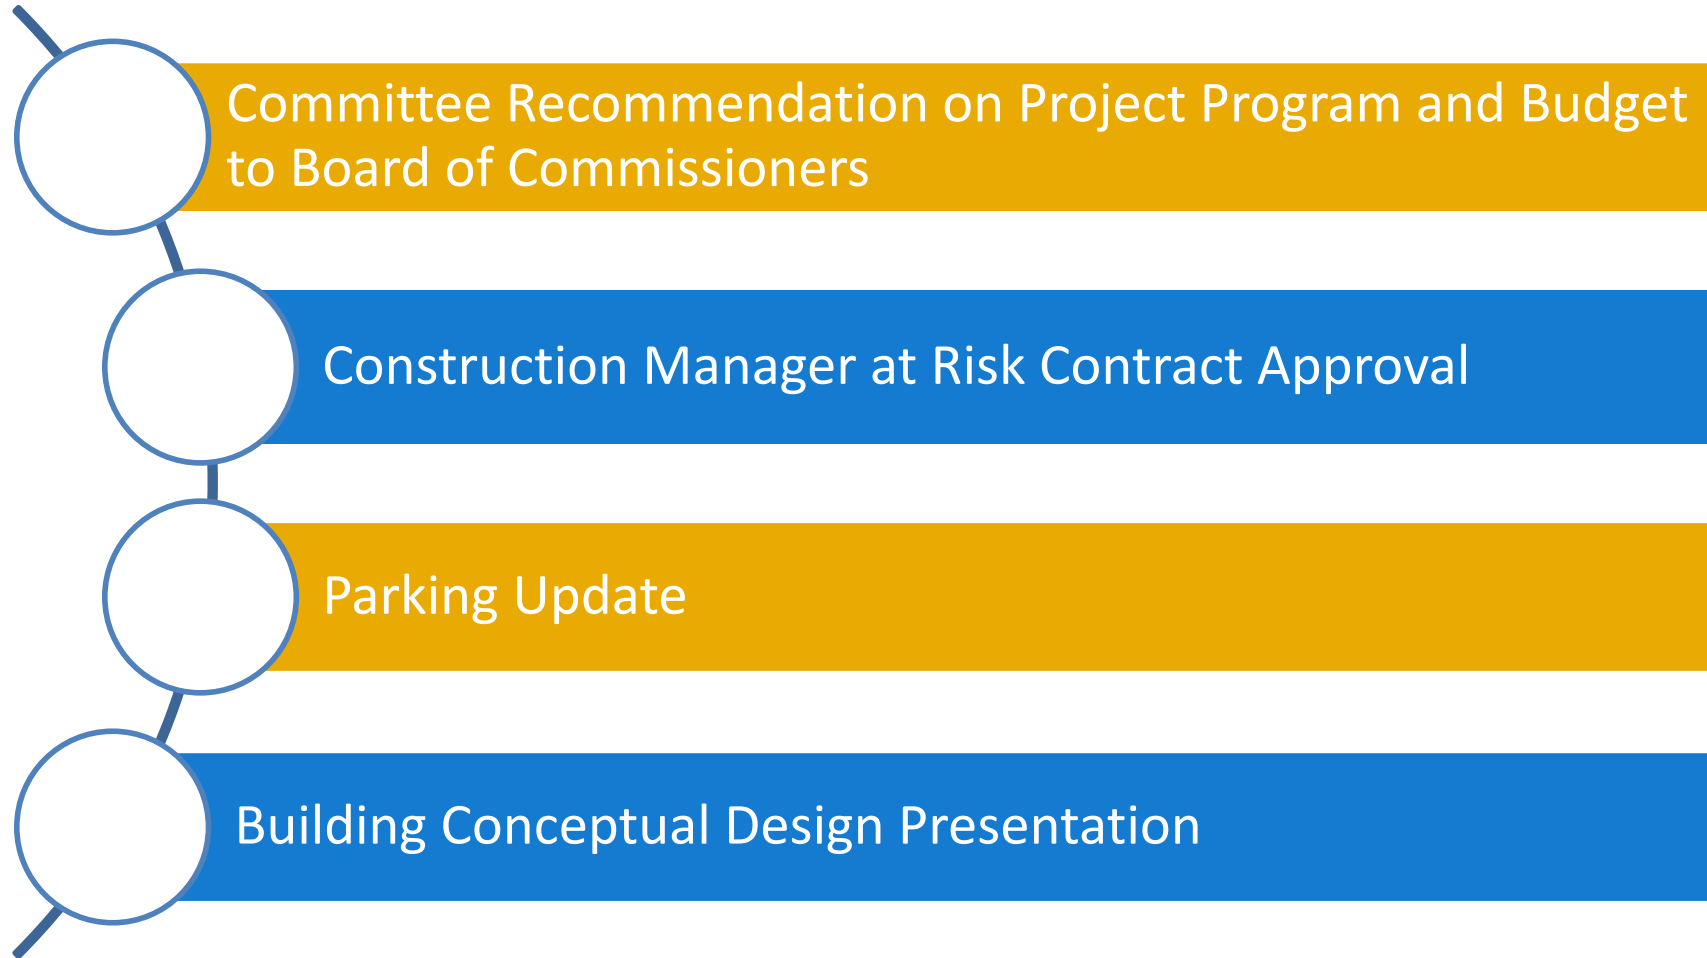 Committee Recommendation on Project Program and Budget
to Board of Commissioners
Construction Manager at Risk Contract Approval
Parking Update
Building Conceptual Design Presentation